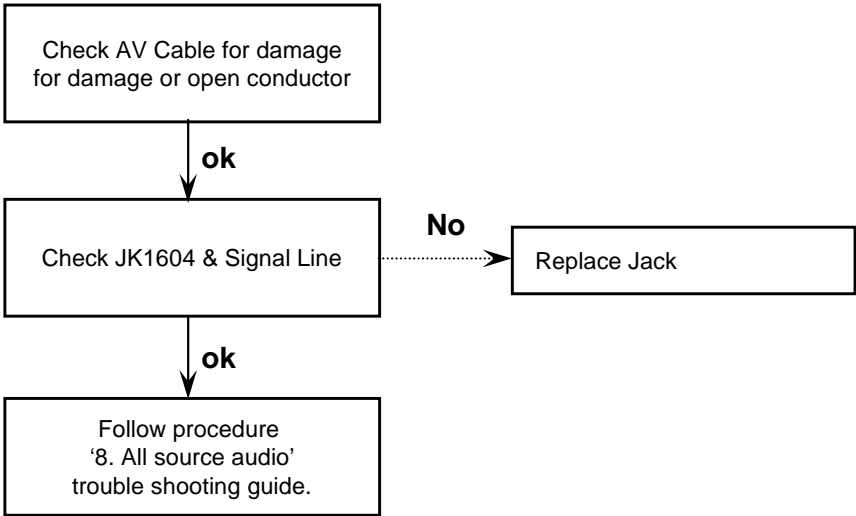 Check AV Cable for damage
for damage or open conductor
ok
Check JK1604 & Signal Line
No
Replace Jack
ok
Follow procedure
‘8. All source audio’
trouble shooting guide.